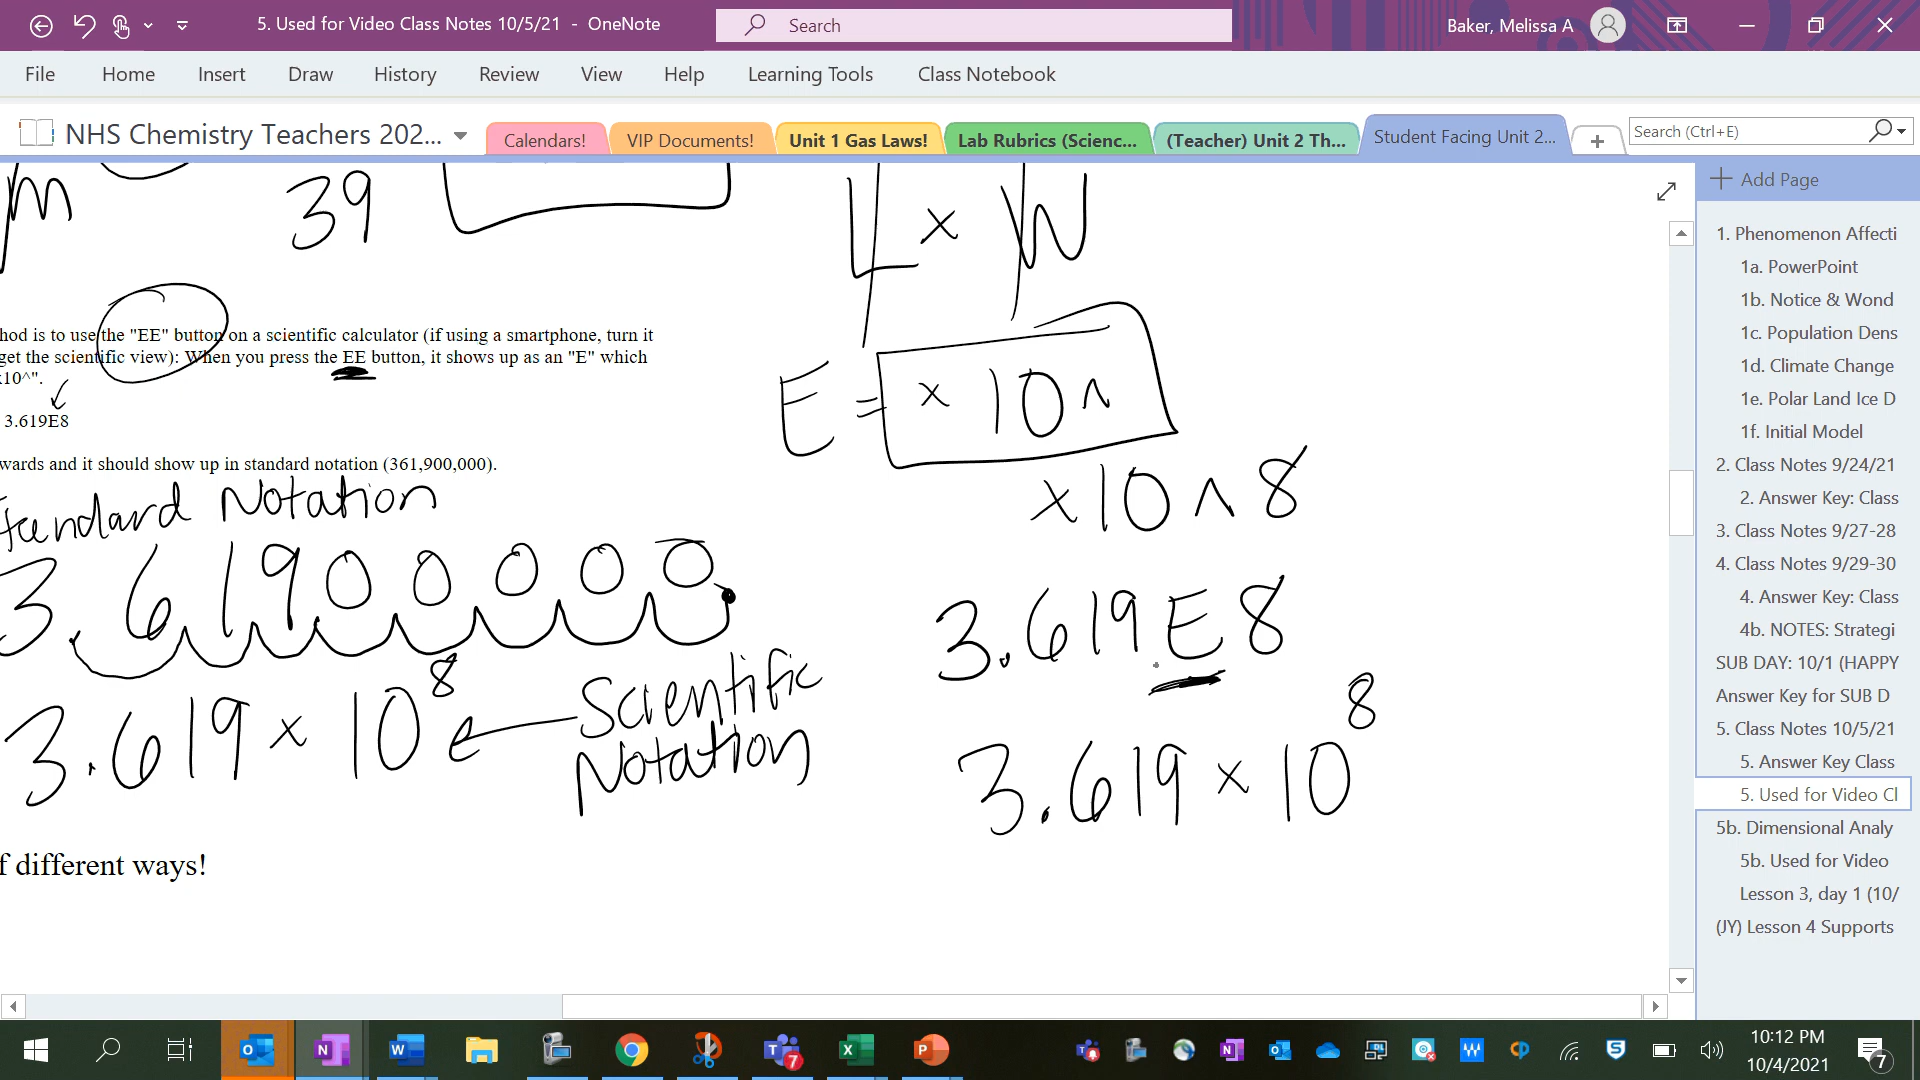 5. Used for Video Class Notes 10/5/21 - OneNote
Search
Baker, Melissa A
File Home Insert Draw History Review View Help Learning Tools Class Notebook
NHS Chemistry Teachers 202...
Calendars!
VIP Documents!
Unit 1 Gas Laws!
Lab Rubrics (Scienc...
(Teacher) Unit 2 Th...
Student Facing Unit 2...
Search (Ctrl+E)
39
L x W
hod is to use the "EE" button on a scientific calculator (if using a smartphone, turn it
get the scientific view): When you press the EE button, it shows up as an "E" which
x10^".
3.619E8
wards and it should show up in standard notation (361,900,000).
E = x 10^
x10^8
Standard Notation
3.61900000.
3.619E8
3.619 x 10⁸
Scientific
Notation
3.619 x 10⁸
f different ways!
Add Page
1. Phenomenon Affecti
1a. PowerPoint
1b. Notice & Wond
1c. Population Dens
1d. Climate Change
1e. Polar Land Ice D
1f. Initial Model
2. Class Notes 9/24/21
2. Answer Key: Class
3. Class Notes 9/27-28
4. Class Notes 9/29-30
4. Answer Key: Class
4b. NOTES: Strategi
SUB DAY: 10/1 (HAPPY
Answer Key for SUB D
5. Class Notes 10/5/21
5. Answer Key Class
5. Used for Video Cl
5b. Dimensional Analy
5b. Used for Video
Lesson 3, day 1 (10/
(JY) Lesson 4 Supports
10:12 PM
10/4/2021
7
7